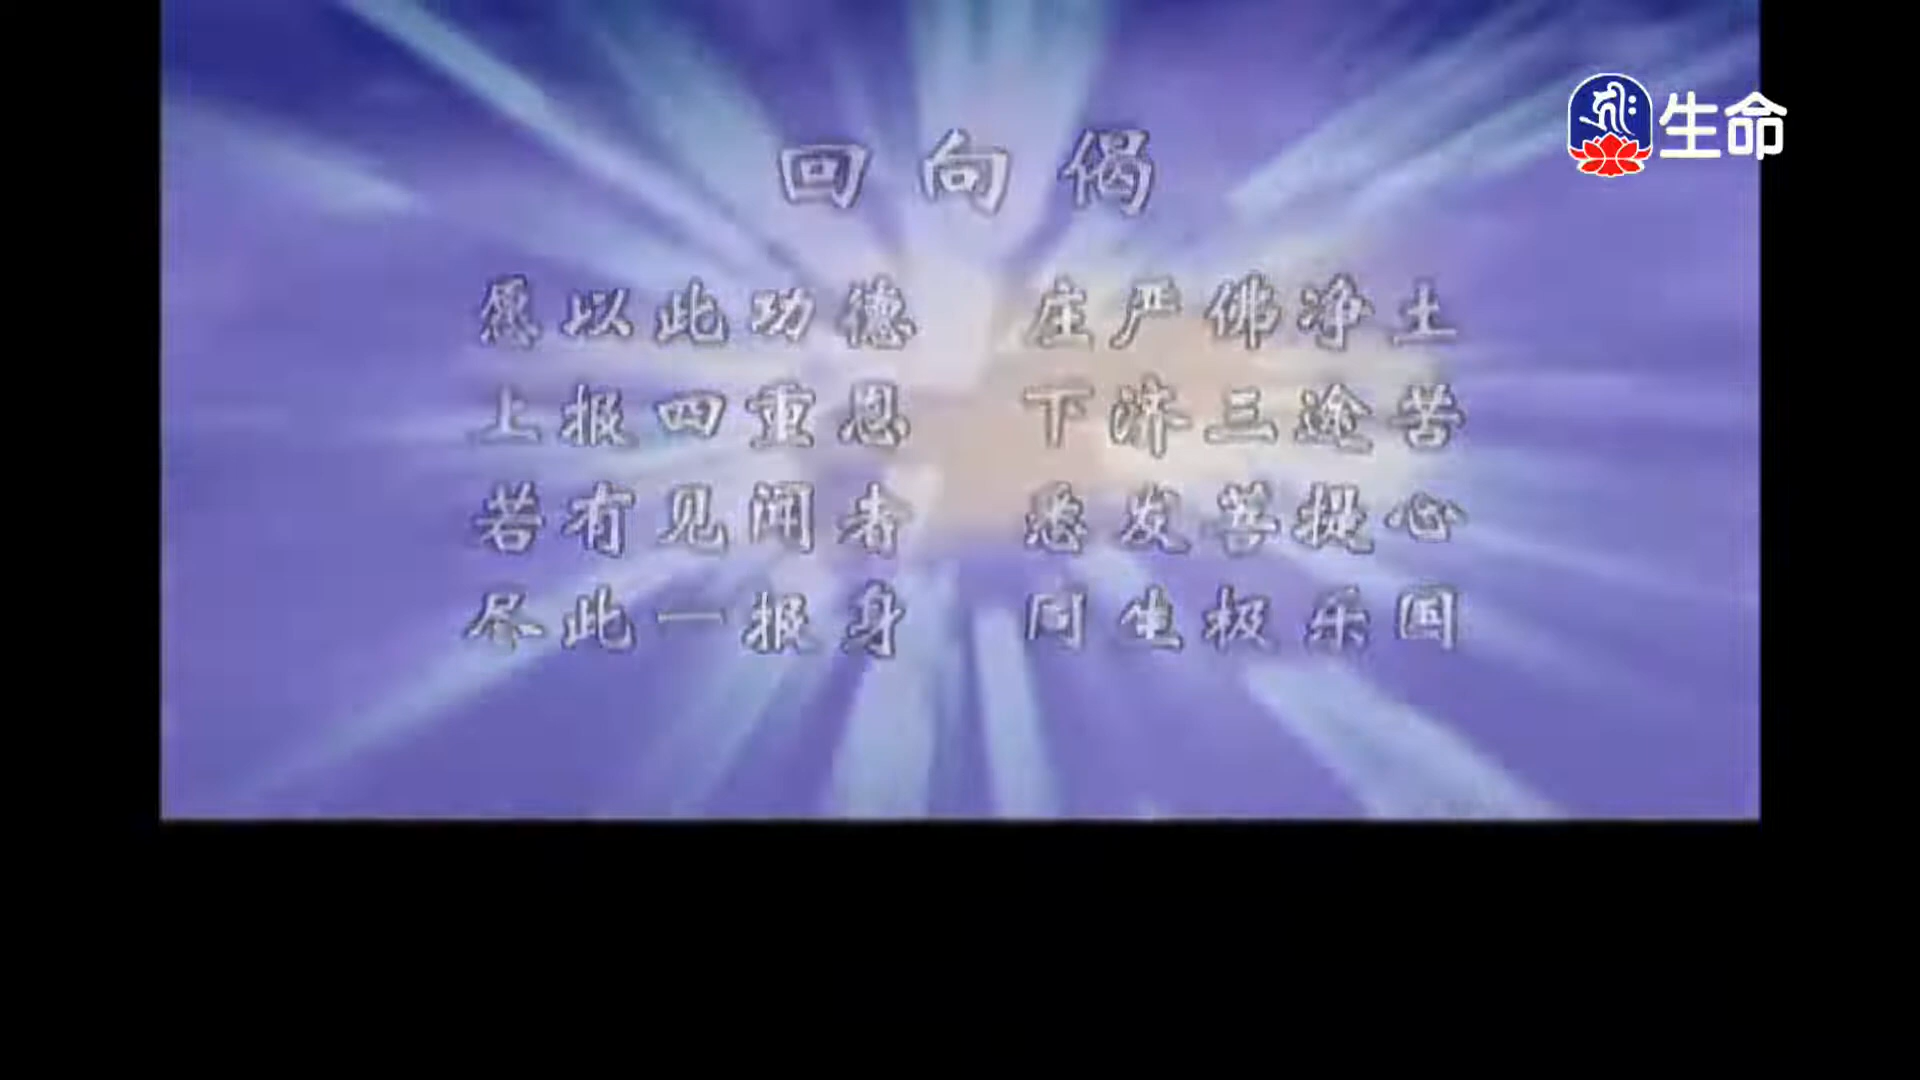 生命
回向偈
愿以此功德 庄严佛净土
上报四重恩 下济三途苦
若有见闻者 悉发菩提心
尽此一报身 同生极乐国